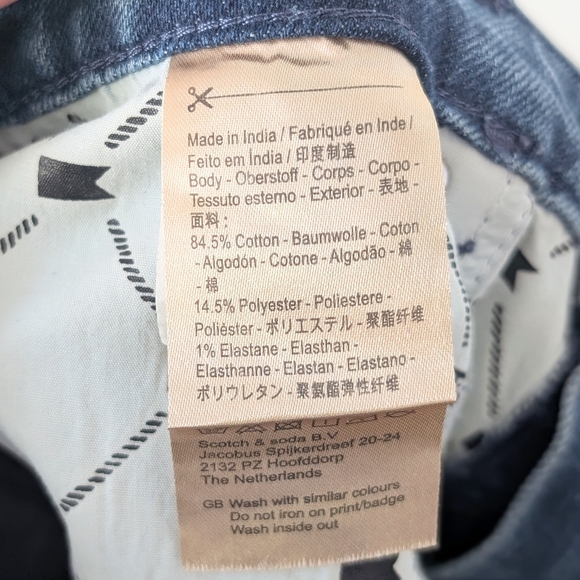 Made in India / Fabriqué en Inde /
Feito em Índia / 印度制造
Body - Oberstoff - Corps - Corpo -
Tessuto esterno - Exterior - 表地 -
面料 :
84.5% Cotton - Baumwolle - Coton
- Algodón - Cotone - Algodão - 綿
- 棉
14.5% Polyester - Poliestere -
Polièster - ポリエステル - 聚酯纤维
1% Elastane - Elasthan -
Elasthanne - Elastan - Elastano -
ポリウレタン - 聚氨酯弹性纤维
Scotch & soda B.V
Jacobus Spijkerdreef 20-24
2132 PZ Hoofddorp
The Netherlands
GB Wash with similar colours
Do not iron on print/badge
Wash inside out